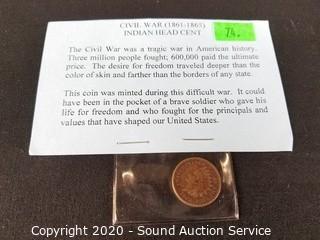 CIVIL WAR (1861-1865)
INDIAN HEAD CENT
74.
The Civil War was a tragic war in American history.
Three million people fought; 600,000 paid the ultimate
price. The desire for freedom traveled deeper than the
color of skin and farther than the borders of any state.
This coin was minted during this difficult war. It could
have been in the pocket of a brave soldier who gave his
life for freedom and who fought for the principals and
values that have shaped our United States.
Copyright 2020 - Sound Auction Service